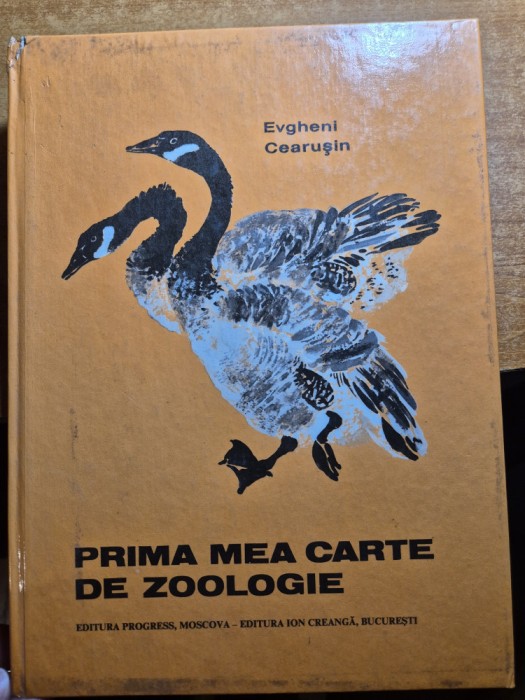 Evgheni
Cearușin
PRIMA MEA CARTE
DE ZOOLOGIE
EDITURA PROGRESS, MOSCOVA – EDITURA ION CREANGĂ, BUCUREȘTI